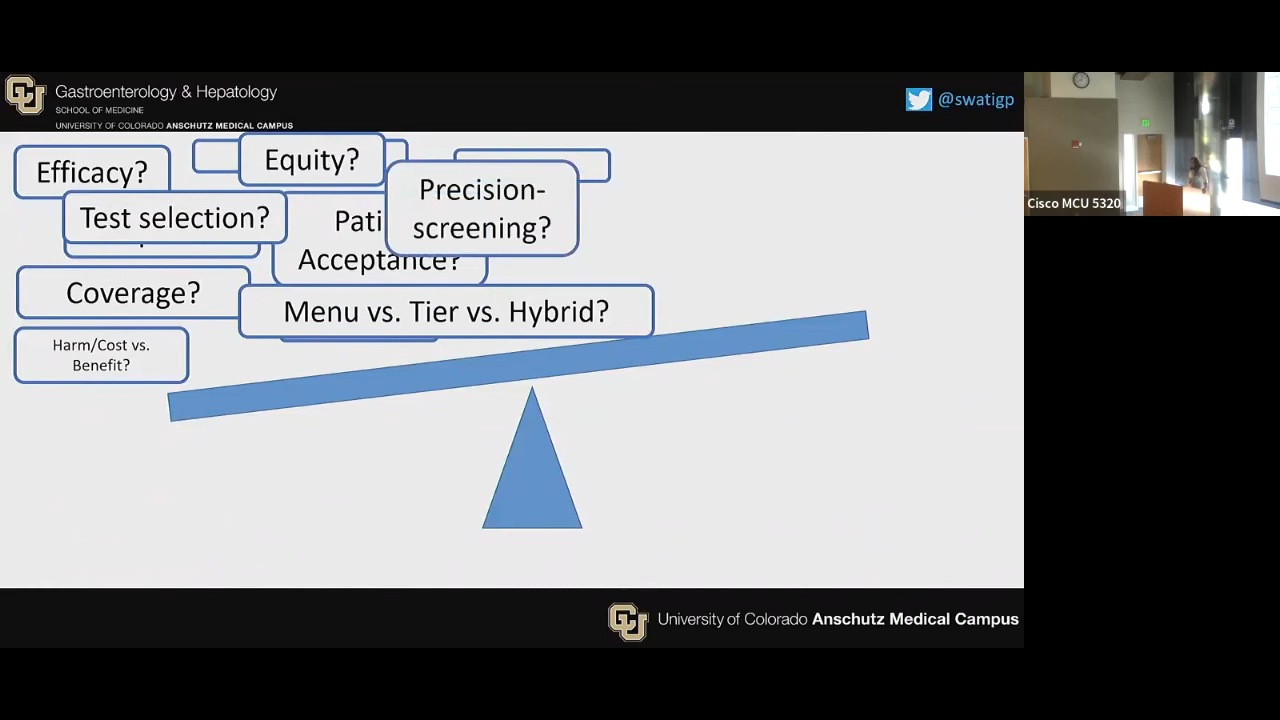 Gastroenterology & Hepatology
SCHOOL OF MEDICINE
UNIVERSITY OF COLORADO ANSCHUTZ MEDICAL CAMPUS
@swatigp
Efficacy?
Equity?
Precision-
screening?
Test selection?
Pati
Acceptance?
Coverage?
Menu vs. Tier vs. Hybrid?
Harm/Cost vs.
Benefit?
Cisco MCU 5320
University of Colorado Anschutz Medical Campus